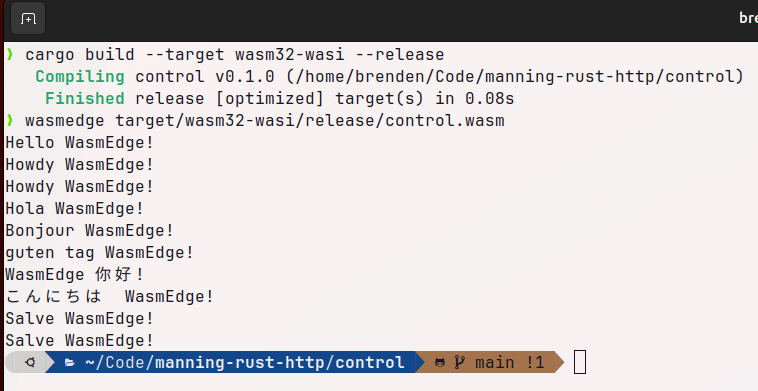 bre
❯ cargo build --target wasm32-wasi --release
Compiling control v0.1.0 (/home/brenden/Code/manning-rust-http/control)
Finished release [optimized] target(s) in 0.08s
❯ wasmedge target/wasm32-wasi/release/control.wasm
Hello WasmEdge!
Howdy WasmEdge!
Howdy WasmEdge!
Hola WasmEdge!
Bonjour WasmEdge!
guten tag WasmEdge!
WasmEdge 你好!
こんにちは WasmEdge!
Salve WasmEdge!
Salve WasmEdge!
~/Code/manning-rust-http/control main !1